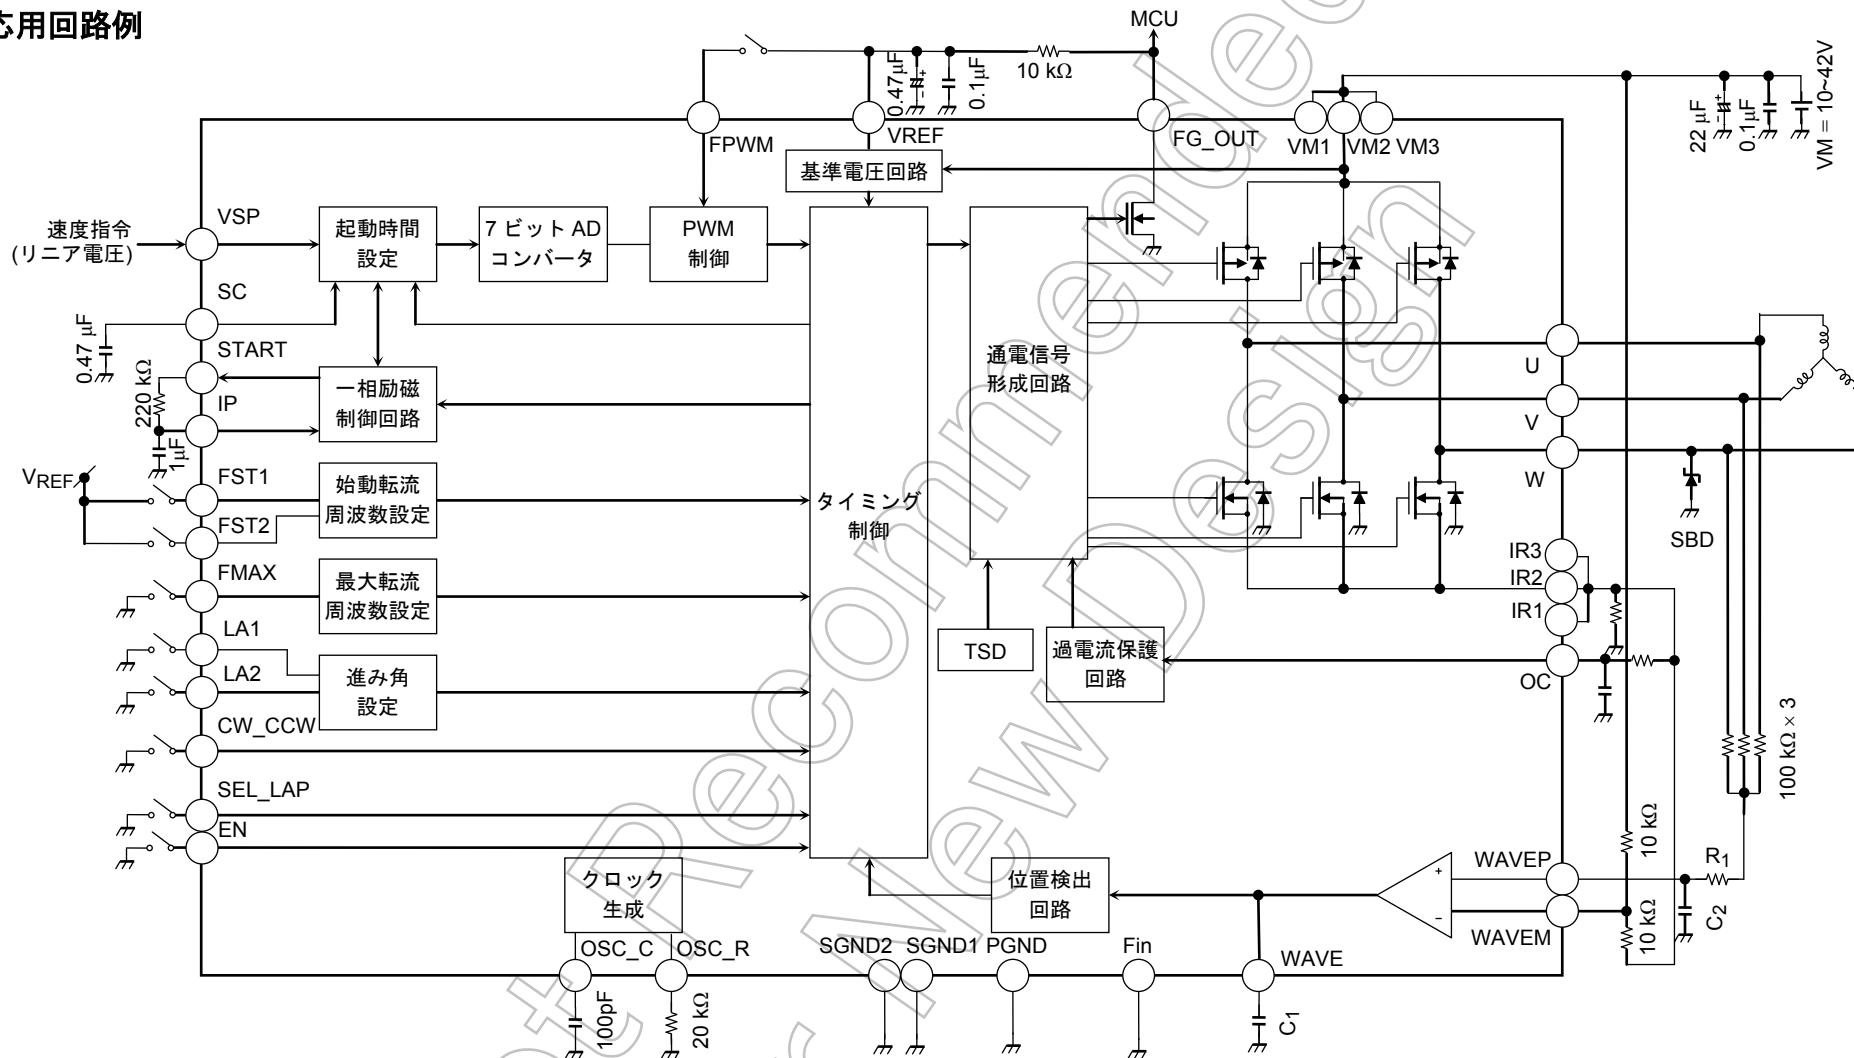 応用回路例
MCU
0.47μF
0.1μF
10 kΩ
22 μF
0.1μF
VM = 10~42V
FPWM
VREF
FG_OUT
VM1
VM2
VM3
基準電圧回路
速度指令
(リニア電圧)
VSP
起動時間
設定
7 ビット AD
コンバータ
PWM
制御
SC
0.47 μF
START
220 kΩ
IP
1μF
一相励磁
制御回路
通電信号
形成回路
U
V
W
VREF
FST1
FST2
始動転流
周波数設定
タイミング
制御
SBD
FMAX
最大転流
周波数設定
IR3
IR2
IR1
LA1
LA2
進み角
設定
TSD
過電流保護
回路
OC
CW_CCW
100 kΩ × 3
SEL_LAP
EN
10 kΩ
10 kΩ
クロック
生成
位置検出
回路
+
−
WAVEP
WAVEM
R1
C2
OSC_C
OSC_R
SGND2
SGND1
PGND
Fin
WAVE
100pF
20 kΩ
C1
Not Recommended
for New Design